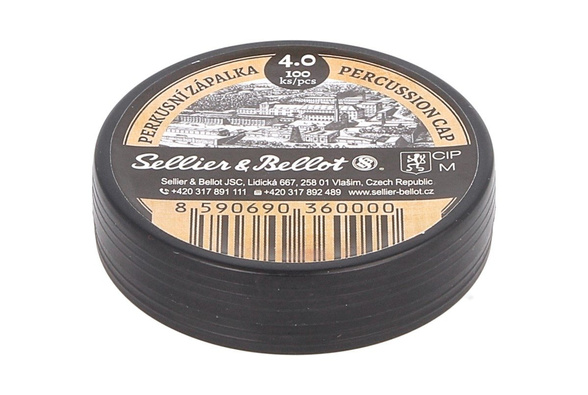 4.0
100
ks/pcs
PERKUSNÍ ZÁPALKA
PERCUSSION CAP
Sellier & Bellot S&B
CIP
M
Sellier & Bellot JSC, Lidická 667, 258 01 Vlašim, Czech Republic
+420 317 891 111 +420 317 892 489 www.sellier-bellot.cz
8 590690 360000